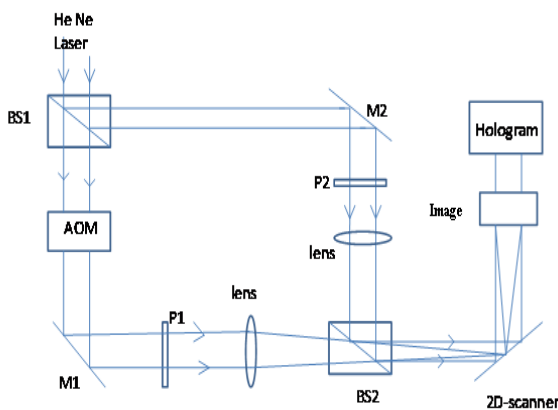 He Ne
Laser
BS1
M2
Hologram
P2
Image
AOM
lens
lens
P1
M1
BS2
2D-scanner